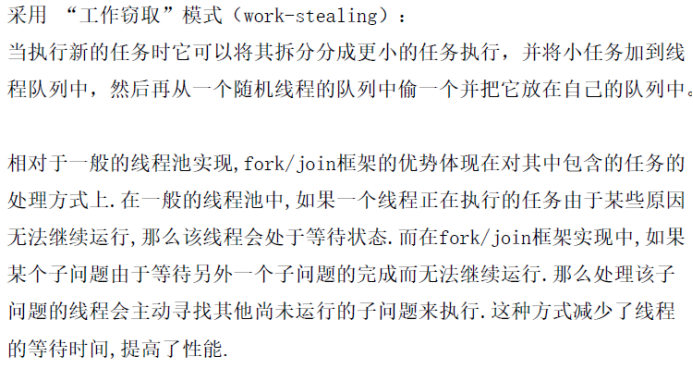 采用 “工作窃取”模式（work-stealing）：
当执行新的任务时它可以将其拆分分成更小的任务执行，并将小任务加到线
程队列中，然后再从一个随机线程的队列中偷一个并把它放在自己的队列中。
相对于一般的线程池实现,fork/join框架的优势体现在对其中包含的任务的
处理方式上.在一般的线程池中,如果一个线程正在执行的任务由于某些原因
无法继续运行,那么该线程会处于等待状态.而在fork/join框架实现中,如果
某个子问题由于等待另外一个子问题的完成而无法继续运行.那么处理该子
问题的线程会主动寻找其他尚未运行的子问题来执行.这种方式减少了线程
的等待时间,提高了性能.